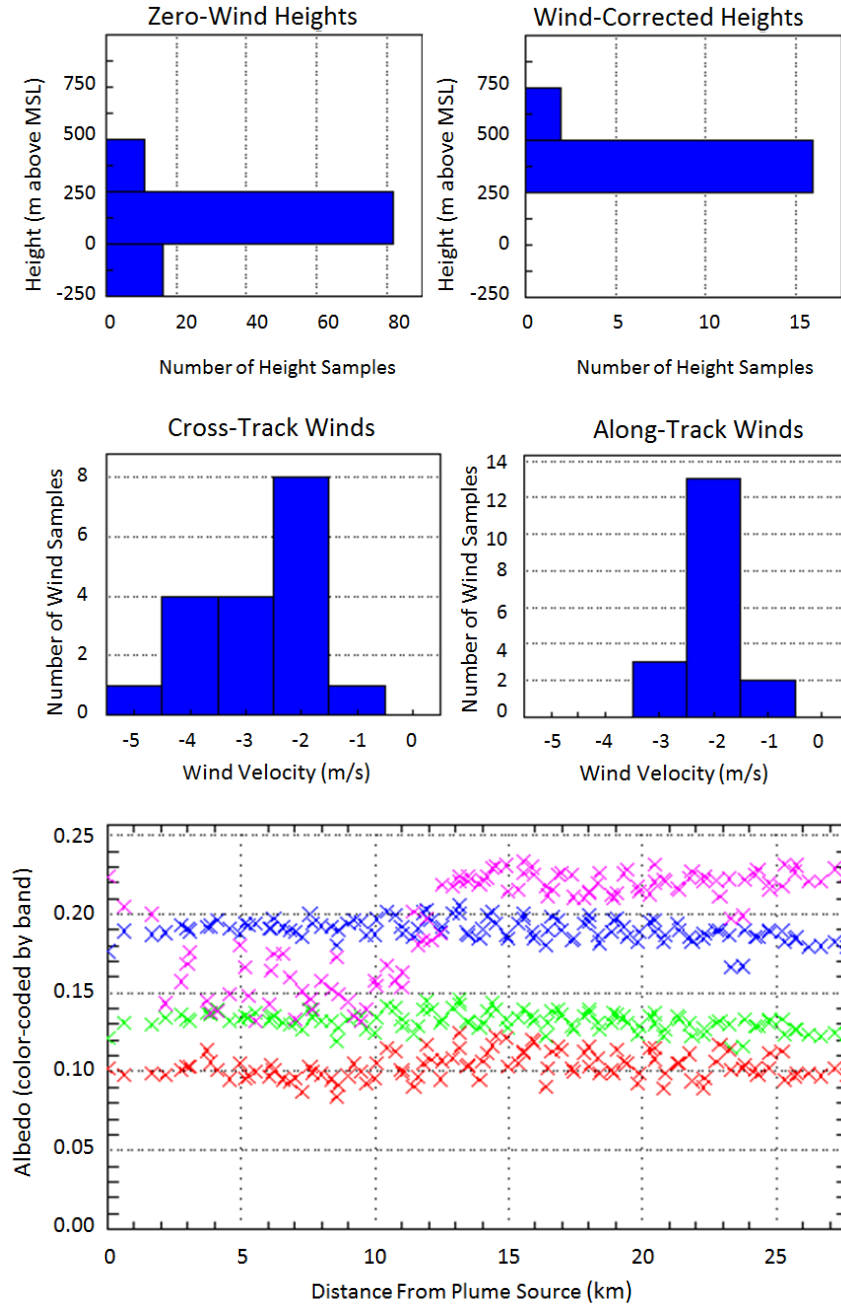 Zero-Wind Heights
Height (m above MSL)
750
500
250
0
-250
0 20 40 60 80
Number of Height Samples
Wind-Corrected Heights
Height (m above MSL)
750
500
250
0
-250
0 5 10 15
Number of Height Samples
Cross-Track Winds
Number of Wind Samples
8
6
4
2
0
-5 -4 -3 -2 -1 0
Wind Velocity (m/s)
Along-Track Winds
Number of Wind Samples
14
12
10
8
6
4
2
0
-5 -4 -3 -2 -1 0
Wind Velocity (m/s)
Albedo (color-coded by band)
0.25
0.20
0.15
0.10
0.05
0.00
0 5 10 15 20 25
Distance From Plume Source (km)